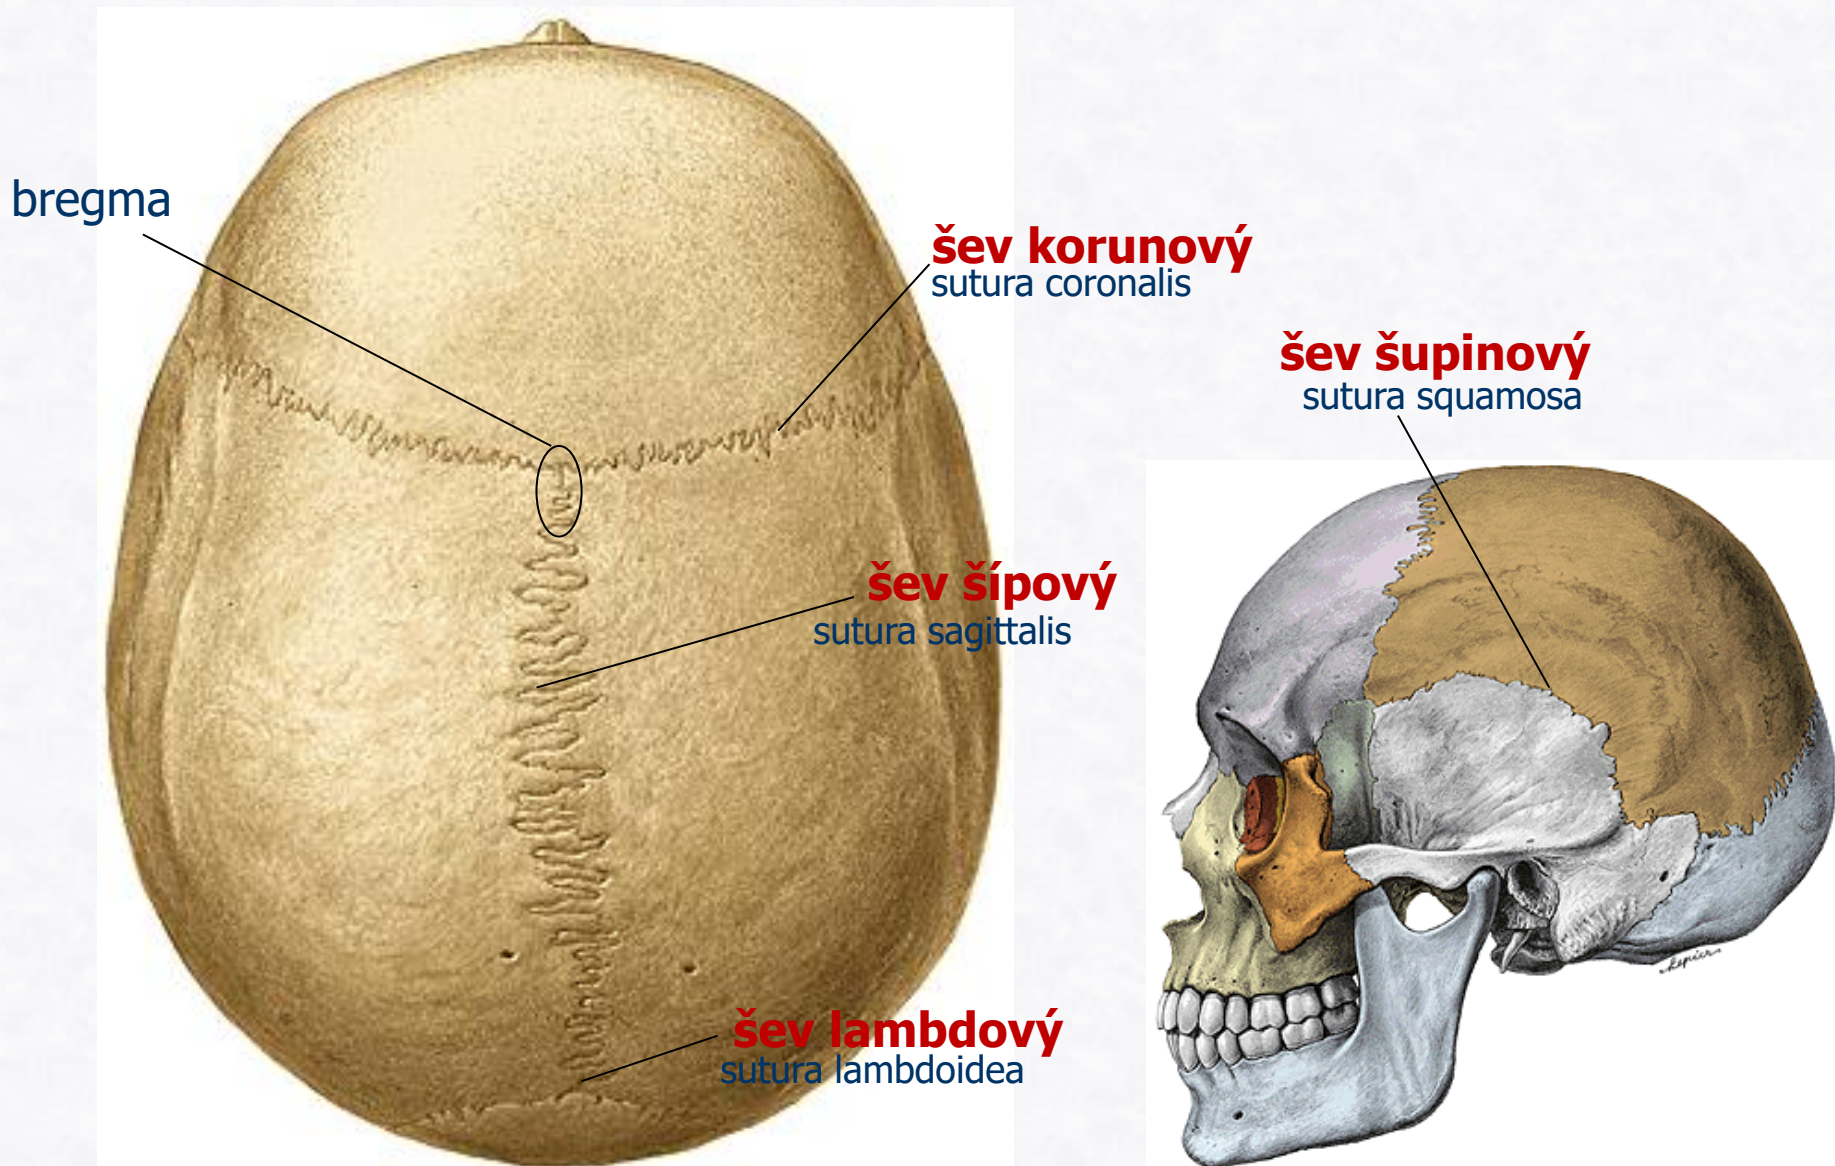 bregma
šev korunový
sutura coronalis
šev šupinový
sutura squamosa
šev šípový
sutura sagittalis
šev lambdový
sutura lambdoidea